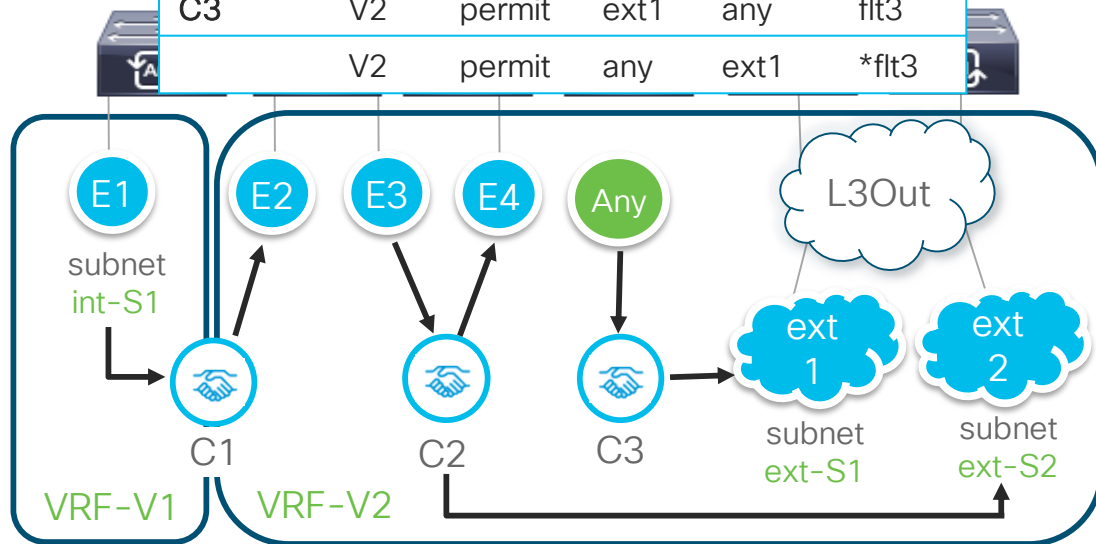 C3 V2 permit ext1 any flt3
V2 permit any ext1 *flt3
E1
E2
E3
E4
Any
L3Out
subnet
int-S1
ext
1
ext
2
C1
C2
C3
subnet
ext-S1
subnet
ext-S2
VRF-V1
VRF-V2